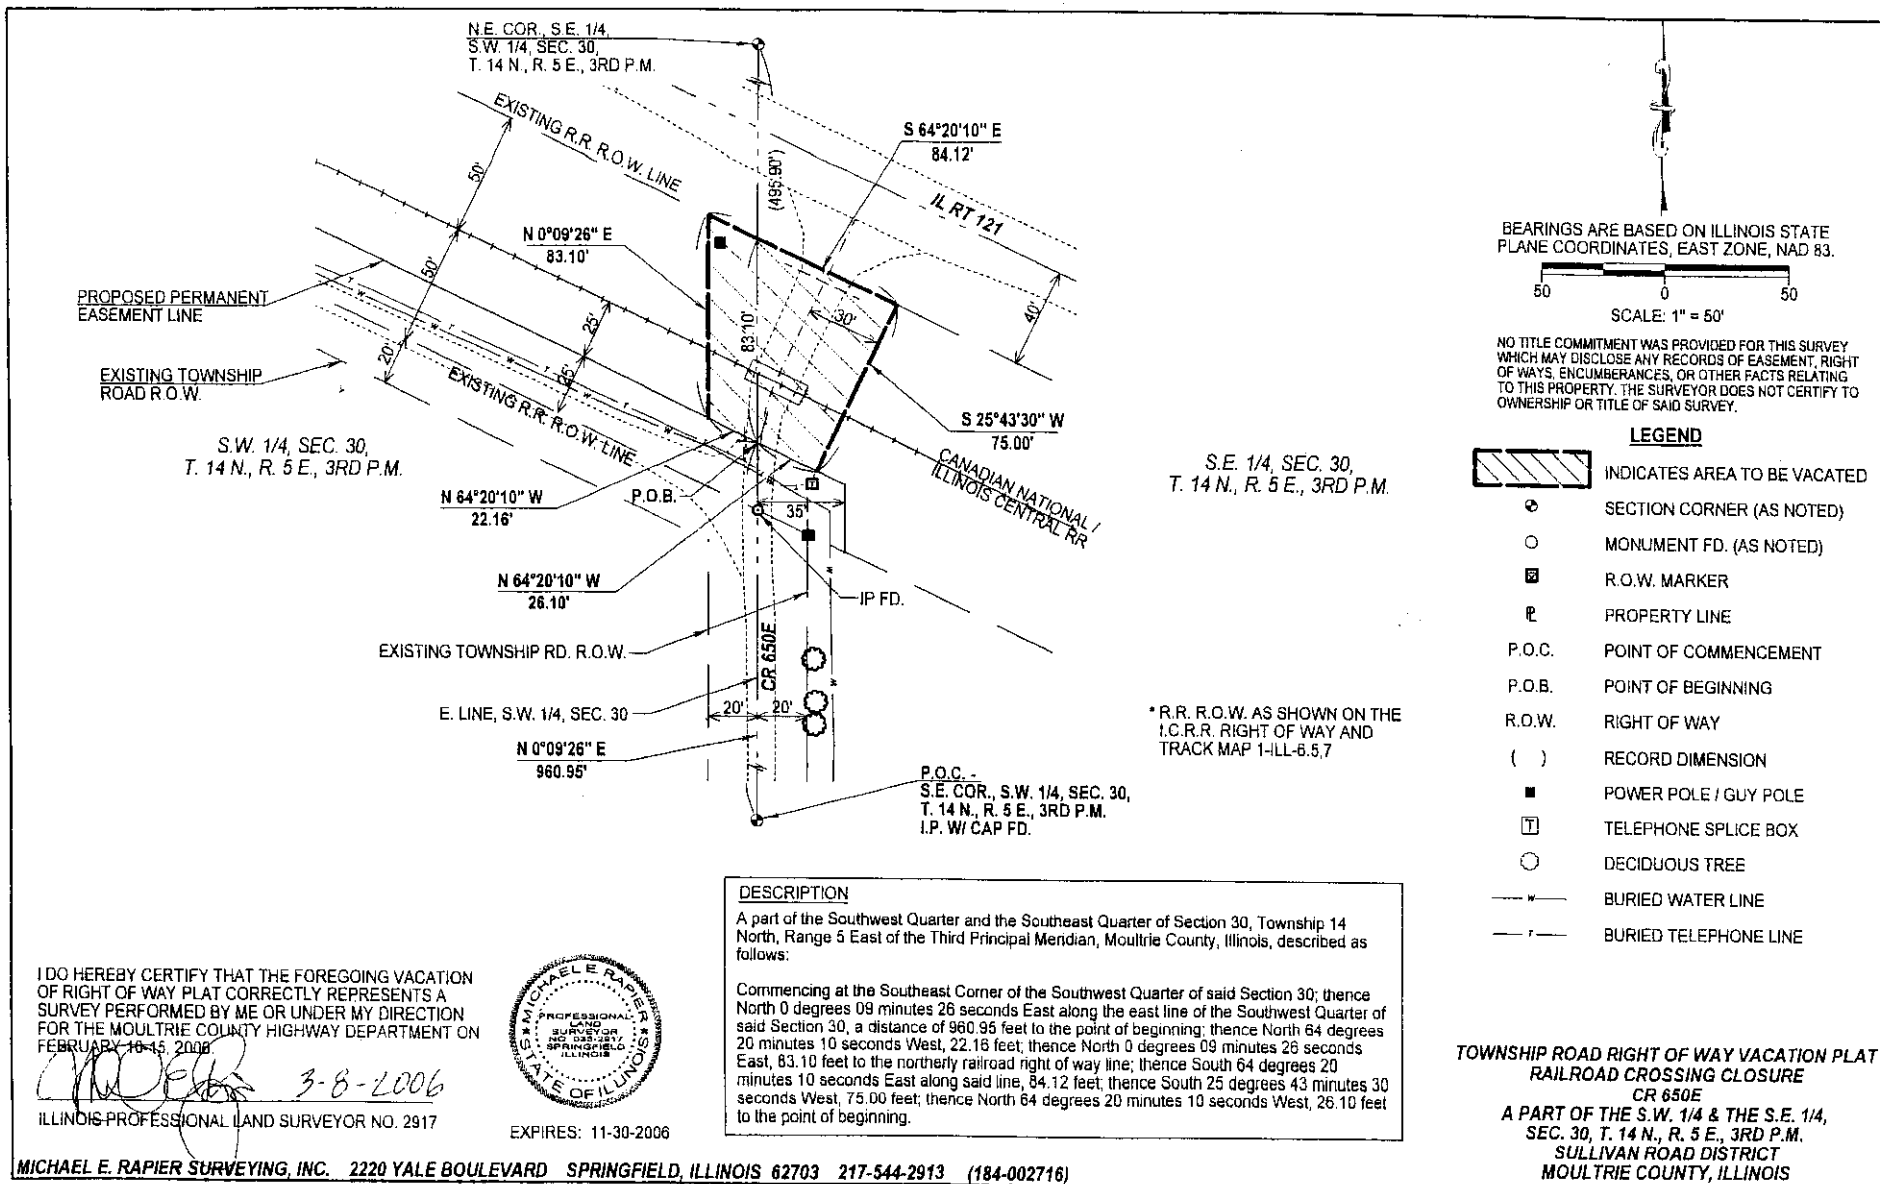 N.E. COR., S.E. 1/4,
S.W. 1/4, SEC. 30,
T. 14 N., R. 5 E., 3RD P.M.
EXISTING R.R. R.O.W. LINE
S 64°20'10" E
84.12'
(495.90')
IL RT 121
50'
N 0°09'26" E
83.10'
50'
PROPOSED PERMANENT
EASEMENT LINE
25'
83.10'
30'
40'
20'
25'
EXISTING TOWNSHIP
ROAD R.O.W.
EXISTING R.R. R.O.W. LINE
S 25°43'30" W
75.00'
S.W. 1/4, SEC. 30,
T. 14 N., R. 5 E., 3RD P.M.
CANADIAN NATIONAL /
ILLINOIS CENTRAL RR
S.E. 1/4, SEC. 30,
T. 14 N., R. 5 E., 3RD P.M.
N 64°20'10" W
22.16'
P.O.B.
T
35'
N 64°20'10" W
26.10'
IP FD.
EXISTING TOWNSHIP RD. R.O.W.
CR 650E
E. LINE, S.W. 1/4, SEC. 30
20'
20'
N 0°09'26" E
960.95'
P.O.C. -
S.E. COR., S.W. 1/4, SEC. 30,
T. 14 N., R. 5 E., 3RD P.M.
I.P. W/ CAP FD.
* R.R. R.O.W. AS SHOWN ON THE
I.C.R.R. RIGHT OF WAY AND
TRACK MAP 1-ILL-6.5,7
BEARINGS ARE BASED ON ILLINOIS STATE
PLANE COORDINATES, EAST ZONE, NAD 83.
50 0 50
SCALE: 1" = 50'
NO TITLE COMMITMENT WAS PROVIDED FOR THIS SURVEY
WHICH MAY DISCLOSE ANY RECORDS OF EASEMENT, RIGHT
OF WAYS, ENCUMBERANCES, OR OTHER FACTS RELATING
TO THIS PROPERTY. THE SURVEYOR DOES NOT CERTIFY TO
OWNERSHIP OR TITLE OF SAID SURVEY.
LEGEND
INDICATES AREA TO BE VACATED
SECTION CORNER (AS NOTED)
MONUMENT FD. (AS NOTED)
R.O.W. MARKER
PROPERTY LINE
P.O.C. POINT OF COMMENCEMENT
P.O.B. POINT OF BEGINNING
R.O.W. RIGHT OF WAY
( ) RECORD DIMENSION
POWER POLE / GUY POLE
T TELEPHONE SPLICE BOX
DECIDUOUS TREE
w BURIED WATER LINE
T BURIED TELEPHONE LINE
DESCRIPTION
A part of the Southwest Quarter and the Southeast Quarter of Section 30, Township 14
North, Range 5 East of the Third Principal Meridian, Moultrie County, Illinois, described as
follows:
Commencing at the Southeast Corner of the Southwest Quarter of said Section 30; thence
North 0 degrees 09 minutes 26 seconds East along the east line of the Southwest Quarter of
said Section 30, a distance of 960.95 feet to the point of beginning; thence North 64 degrees
20 minutes 10 seconds West, 22.16 feet; thence North 0 degrees 09 minutes 26 seconds
East, 83.10 feet to the northerly railroad right of way line; thence South 64 degrees 20
minutes 10 seconds East along said line, 84.12 feet; thence South 25 degrees 43 minutes 30
seconds West, 75.00 feet; thence North 64 degrees 20 minutes 10 seconds West, 26.10 feet
to the point of beginning.
I DO HEREBY CERTIFY THAT THE FOREGOING VACATION
OF RIGHT OF WAY PLAT CORRECTLY REPRESENTS A
SURVEY PERFORMED BY ME OR UNDER MY DIRECTION
FOR THE MOULTRIE COUNTY HIGHWAY DEPARTMENT ON
FEBRUARY 10-15, 2006.
3-8-2006
ILLINOIS PROFESSIONAL LAND SURVEYOR NO. 2917
MICHAEL E. RAPIER
PROFESSIONAL
LAND
SURVEYOR
NO. 035-2917
SPRINGFIELD
ILLINOIS
STATE OF ILLINOIS
EXPIRES: 11-30-2006
MICHAEL E. RAPIER SURVEYING, INC. 2220 YALE BOULEVARD SPRINGFIELD, ILLINOIS 62703 217-544-2913 (184-002716)
TOWNSHIP ROAD RIGHT OF WAY VACATION PLAT
RAILROAD CROSSING CLOSURE
CR 650E
A PART OF THE S.W. 1/4 & THE S.E. 1/4,
SEC. 30, T. 14 N., R. 5 E., 3RD P.M.
SULLIVAN ROAD DISTRICT
MOULTRIE COUNTY, ILLINOIS